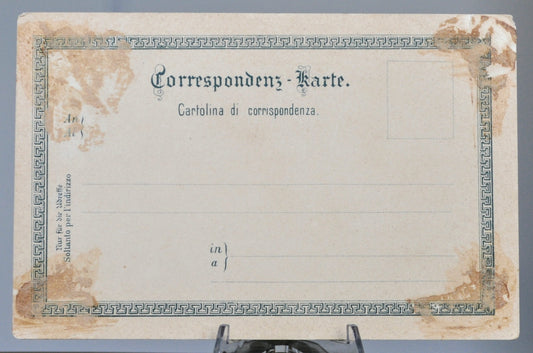 Correspondenz-Karte.
Cartolina di corrispondenza.
An
Nur für die Adresse
Soltanto per l'indirizzo
in
a